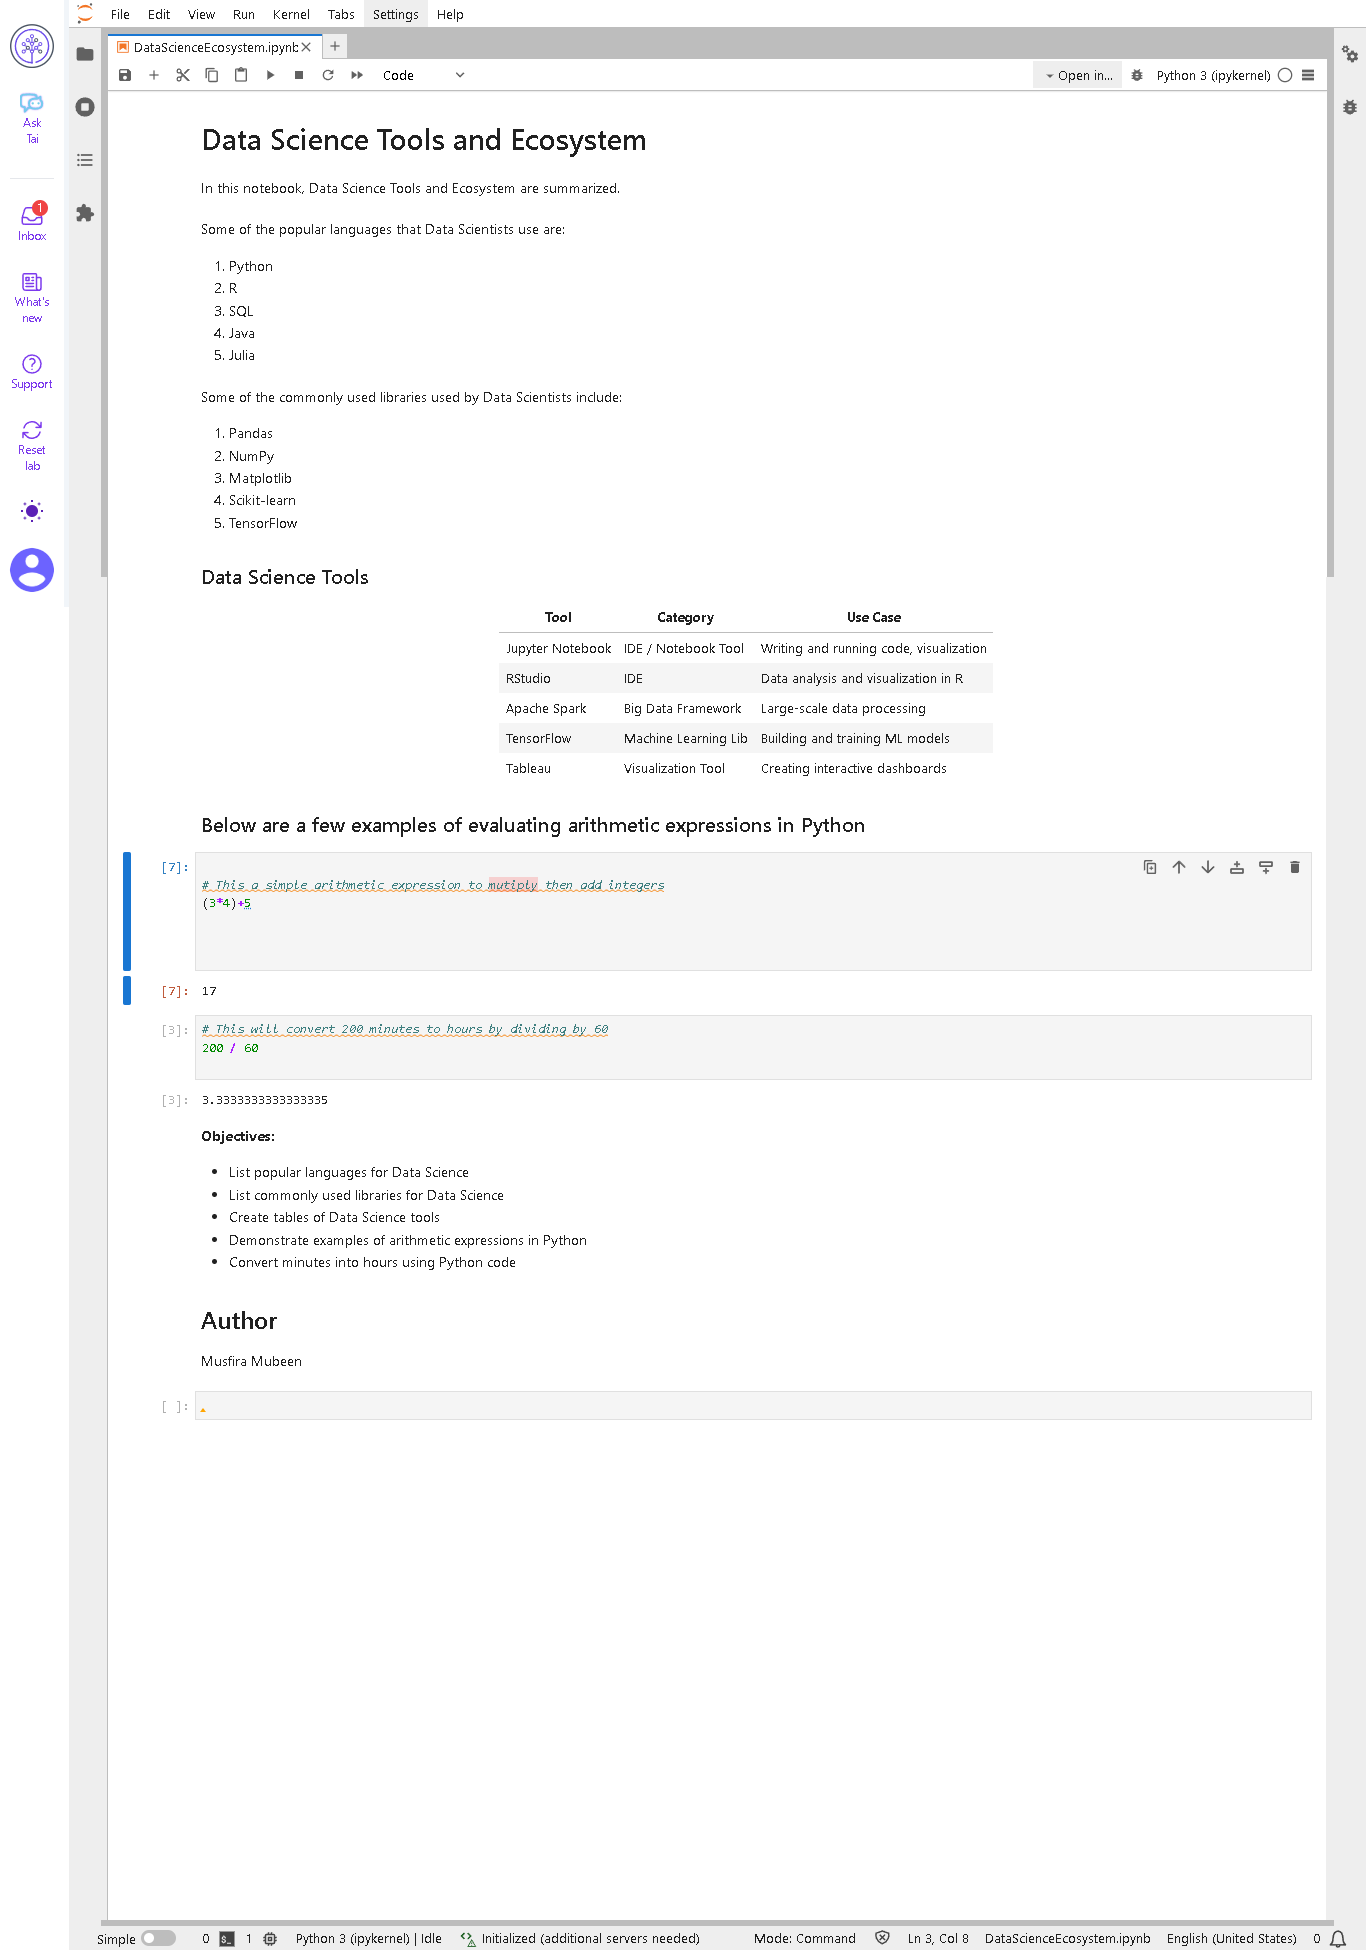 File Edit View Run Kernel Tabs Settings Help
DataScienceEcosystem.ipynb
Code
Open in...
Python 3 (ipykernel)
Ask
Tai
1
Inbox
What's
new
Support
Reset
lab
Data Science Tools and Ecosystem
In this notebook, Data Science Tools and Ecosystem are summarized.
Some of the popular languages that Data Scientists use are:
1. Python
2. R
3. SQL
4. Java
5. Julia
Some of the commonly used libraries used by Data Scientists include:
1. Pandas
2. NumPy
3. Matplotlib
4. Scikit-learn
5. TensorFlow
Data Science Tools
Tool Category Use Case
Jupyter Notebook IDE / Notebook Tool Writing and running code, visualization
RStudio IDE Data analysis and visualization in R
Apache Spark Big Data Framework Large-scale data processing
TensorFlow Machine Learning Lib Building and training ML models
Tableau Visualization Tool Creating interactive dashboards
Below are a few examples of evaluating arithmetic expressions in Python
[7]:
# This a simple arithmetic expression to mutiply then add integers
(3*4)+5
[7]: 17
[3]: # This will convert 200 minutes to hours by dividing by 60
200 / 60
[3]: 3.3333333333333335
Objectives:
• List popular languages for Data Science
• List commonly used libraries for Data Science
• Create tables of Data Science tools
• Demonstrate examples of arithmetic expressions in Python
• Convert minutes into hours using Python code
Author
Musfira Mubeen
[ ]:
Simple 0 1 Python 3 (ipykernel) | Idle Initialized (additional servers needed) Mode: Command Ln 3, Col 8 DataScienceEcosystem.ipynb English (United States) 0